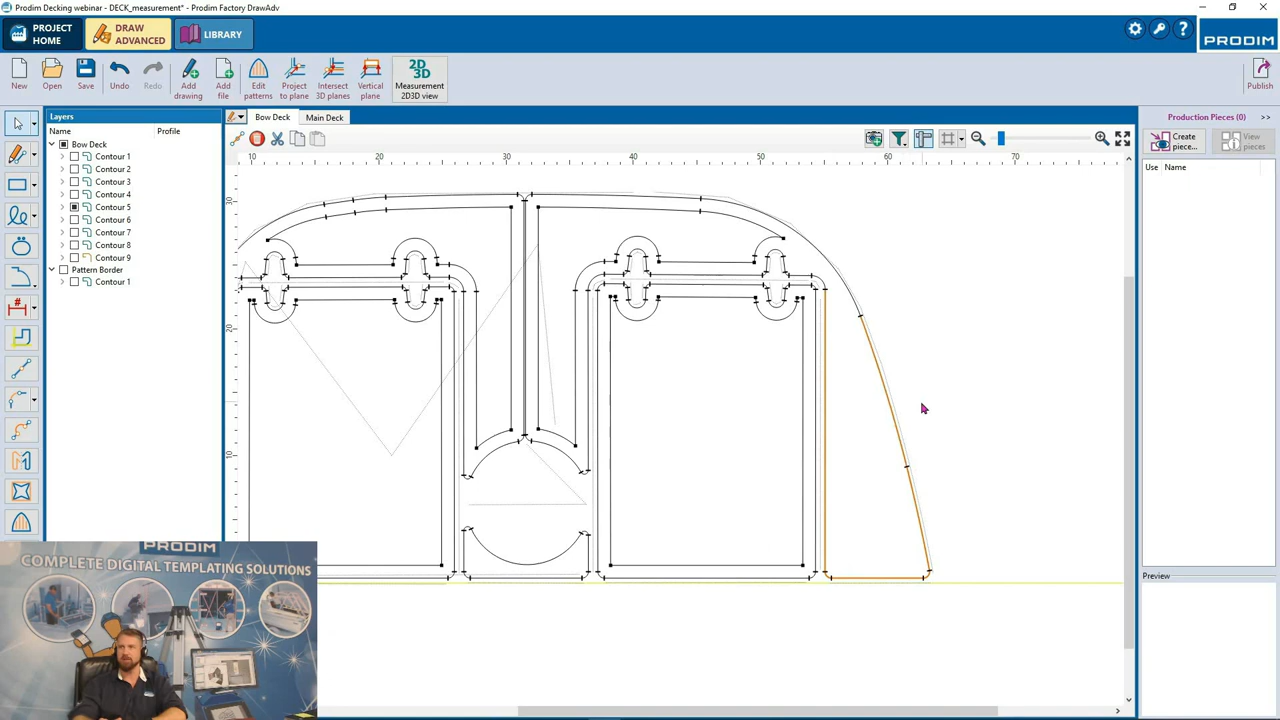 Prodim Decking webinar - DECK_measurement* - Prodim Factory DrawAdv
PROJECT HOME
DRAW ADVANCED
LIBRARY
PRODIM
New
Open
Save
Undo
Redo
Add drawing
Add file
Edit patterns
Project to plane
Intersect 3D planes
Vertical plane
2D 3D
Measurement 2D3D view
Publish
Layers
Name Profile
Bow Deck
Contour 1
Contour 2
Contour 3
Contour 4
Contour 5
Contour 6
Contour 7
Contour 8
Contour 9
Pattern Border
Contour 1
Bow Deck Main Deck
10 20 30 40 50 60 70
30
20
10
Production Pieces (0) >>
Create piece...
View pieces
Use Name
Preview
PRODIM
COMPLETE DIGITAL TEMPLATING SOLUTIONS